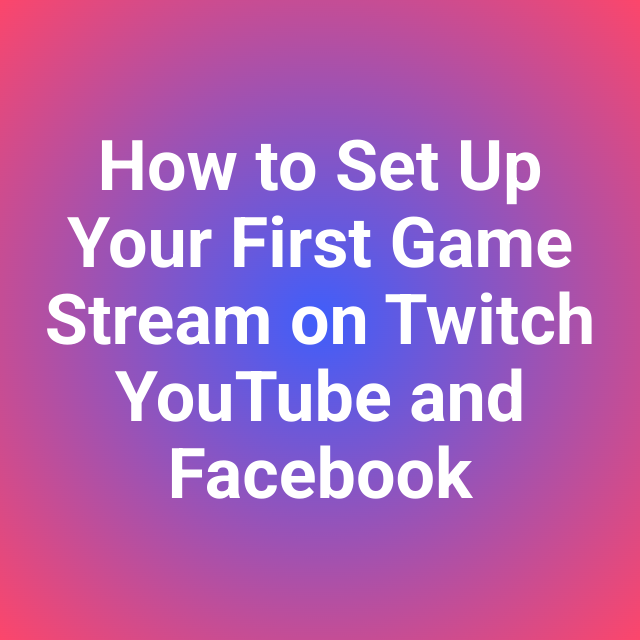 How to Set Up
Your First Game
Stream on Twitch
YouTube and
Facebook